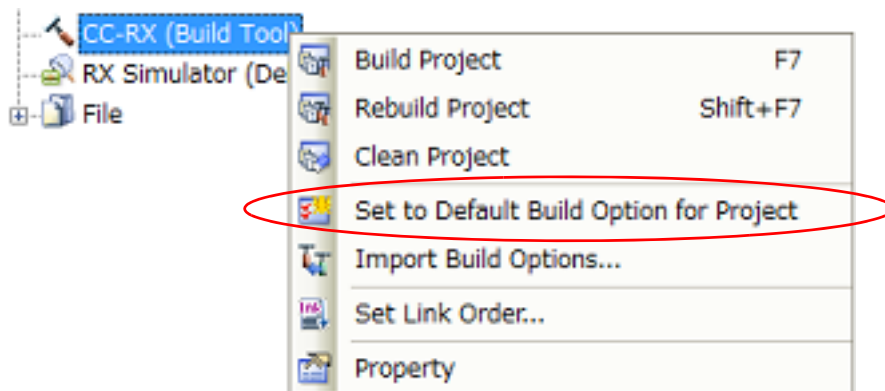 CC-RX (Build Tool)
RX Simulator (De
File
Build Project F7
Rebuild Project Shift+F7
Clean Project
Set to Default Build Option for Project
Import Build Options...
Set Link Order...
Property